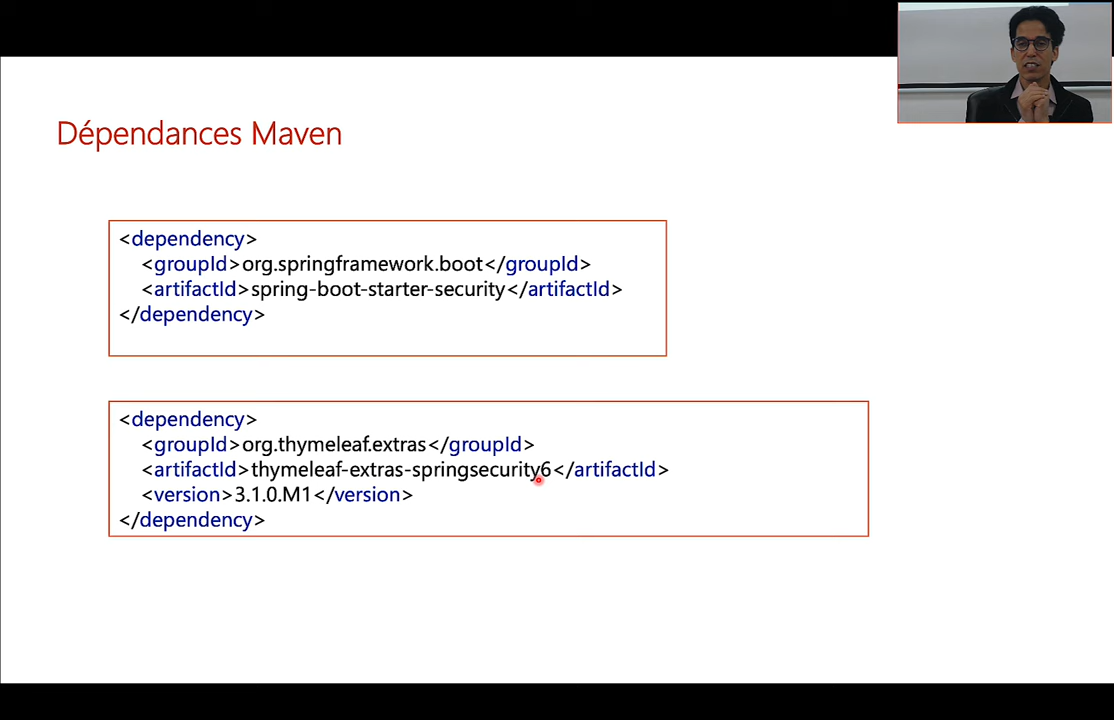 Dépendances Maven
<dependency>
<groupId>org.springframework.boot</groupId>
<artifactId>spring-boot-starter-security</artifactId>
</dependency>
<dependency>
<groupId>org.thymeleaf.extras</groupId>
<artifactId>thymeleaf-extras-springsecurity6</artifactId>
<version>3.1.0.M1</version>
</dependency>